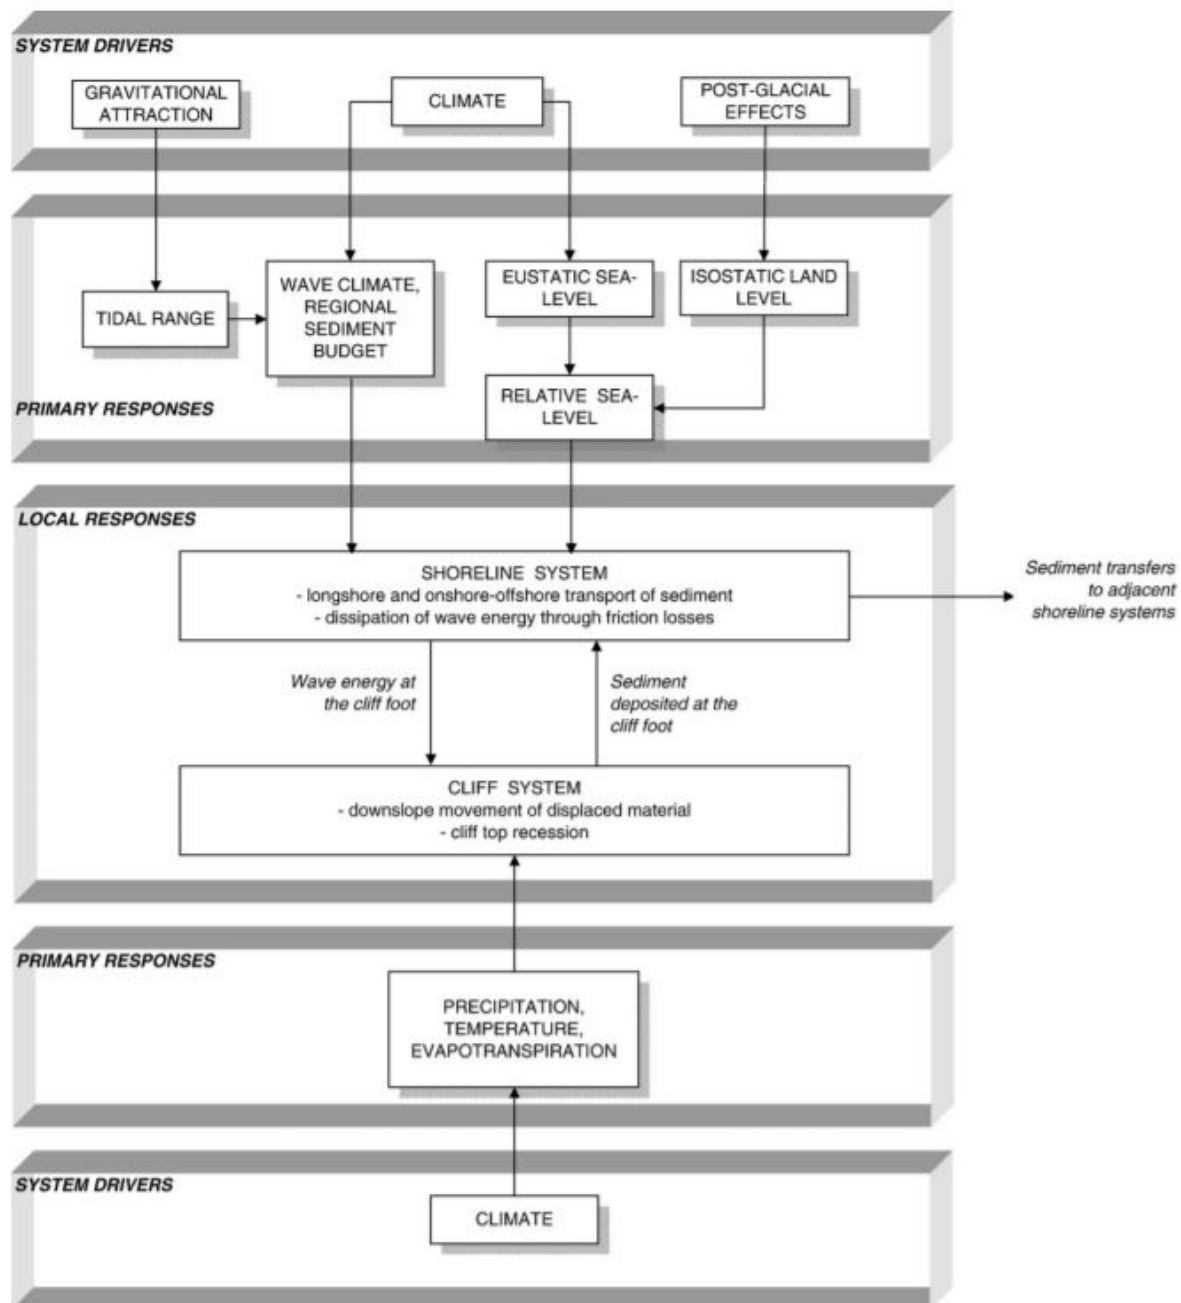 SYSTEM DRIVERS
GRAVITATIONAL
ATTRACTION
CLIMATE
POST-GLACIAL
EFFECTS
WAVE CLIMATE,
REGIONAL
SEDIMENT
BUDGET
EUSTATIC SEA-
LEVEL
ISOSTATIC LAND
LEVEL
TIDAL RANGE
RELATIVE SEA-
LEVEL
PRIMARY RESPONSES
LOCAL RESPONSES
SHORELINE SYSTEM
- longshore and onshore-offshore transport of sediment
- dissipation of wave energy through friction losses
Sediment transfers
to adjacent
shoreline systems
Wave energy at
the cliff foot
Sediment
deposited at the
cliff foot
CLIFF SYSTEM
- downslope movement of displaced material
- cliff top recession
PRIMARY RESPONSES
PRECIPITATION,
TEMPERATURE,
EVAPOTRANSPIRATION
SYSTEM DRIVERS
CLIMATE